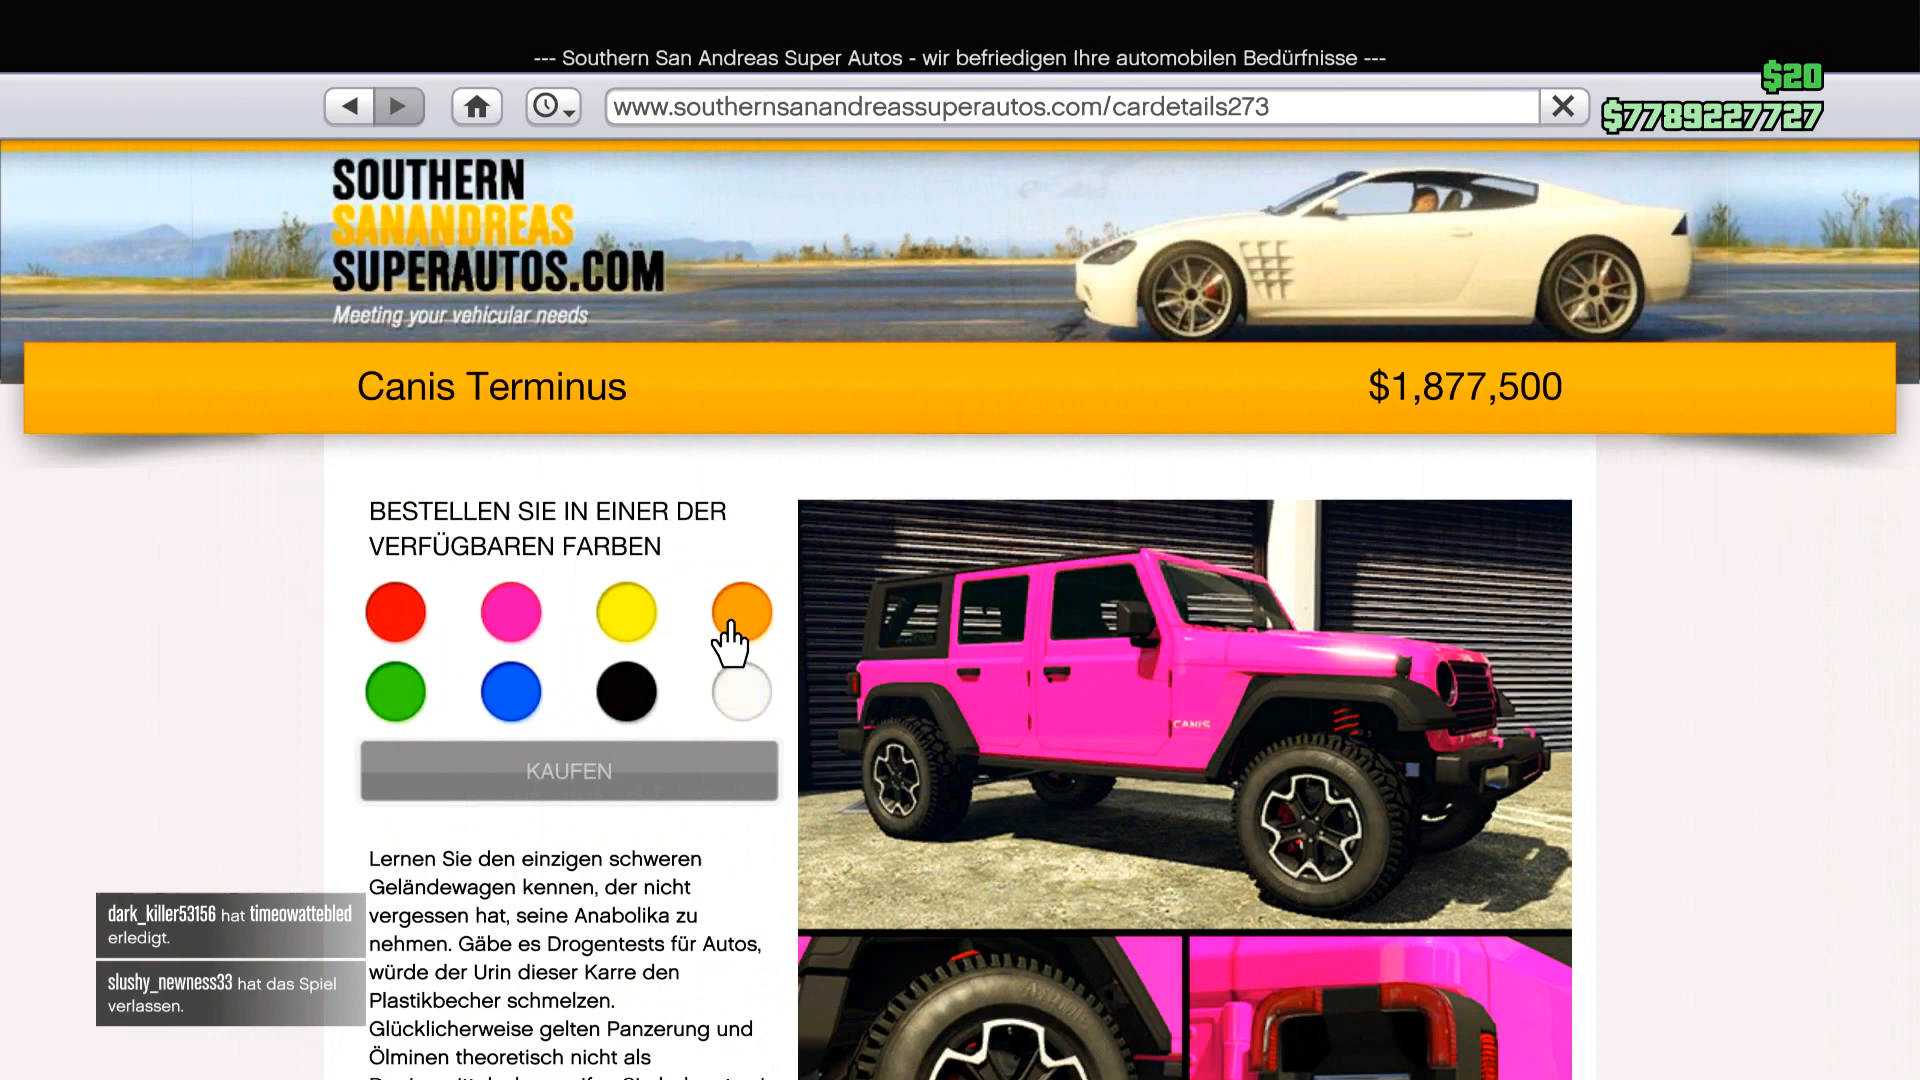 --- Southern San Andreas Super Autos - wir befriedigen Ihre automobilen Bedürfnisse ---
$20
www.southernsanandreassuperautos.com/cardetails273
$7789227727
SOUTHERN
SANANDREAS
SUPERAUTOS.COM
Meeting your vehicular needs
Canis Terminus
$1,877,500
BESTELLEN SIE IN EINER DER
VERFÜGBAREN FARBEN
KAUFEN
CANIS
Lernen Sie den einzigen schweren
Geländewagen kennen, der nicht
vergessen hat, seine Anabolika zu
nehmen. Gäbe es Drogentests für Autos,
würde der Urin dieser Karre den
Plastikbecher schmelzen.
Glücklicherweise gelten Panzerung und
Ölminen theoretisch nicht als
dark_killer53156 hat timeowattebled
erledigt.
slushy_newness33 hat das Spiel
verlassen.